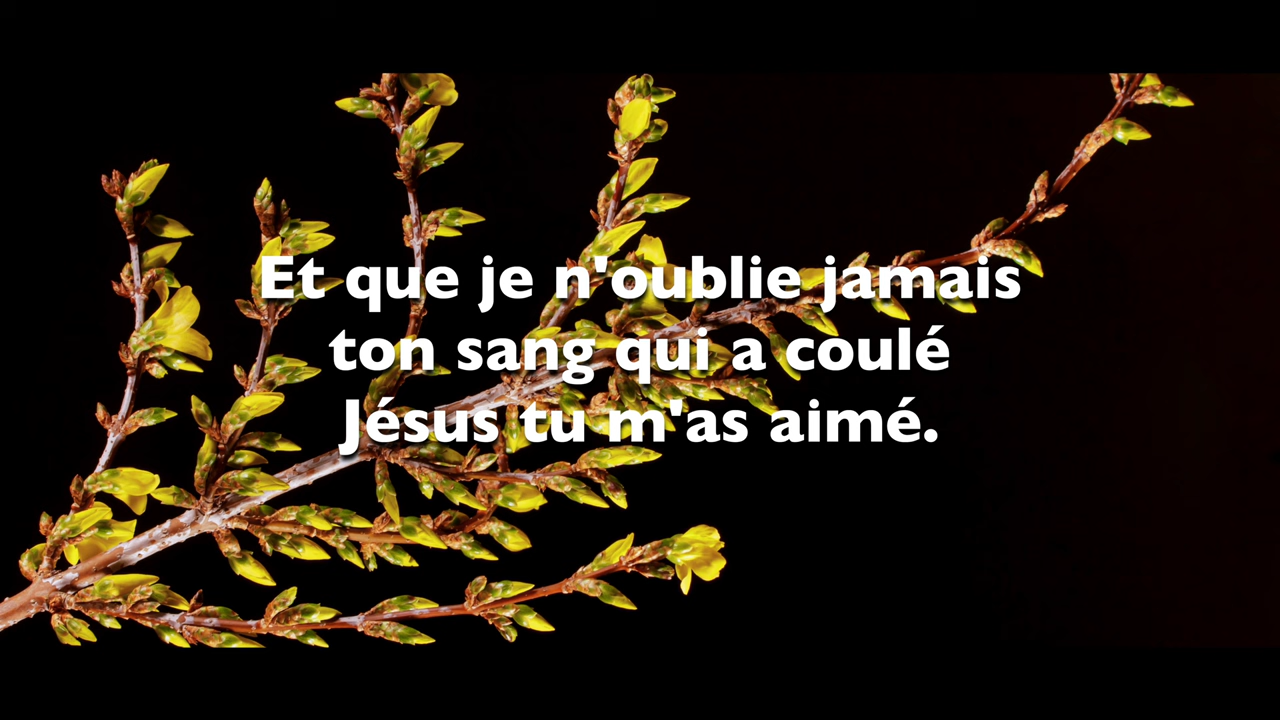 Et que je n'oublie jamais
ton sang qui a coulé
Jésus tu m'as aimé.